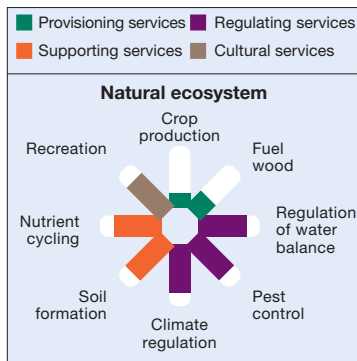 Provisioning services
Regulating services
Supporting services
Cultural services
Natural ecosystem
Crop
production
Recreation
Fuel
wood
Nutrient
cycling
Regulation
of water
balance
Soil
formation
Pest
control
Climate
regulation